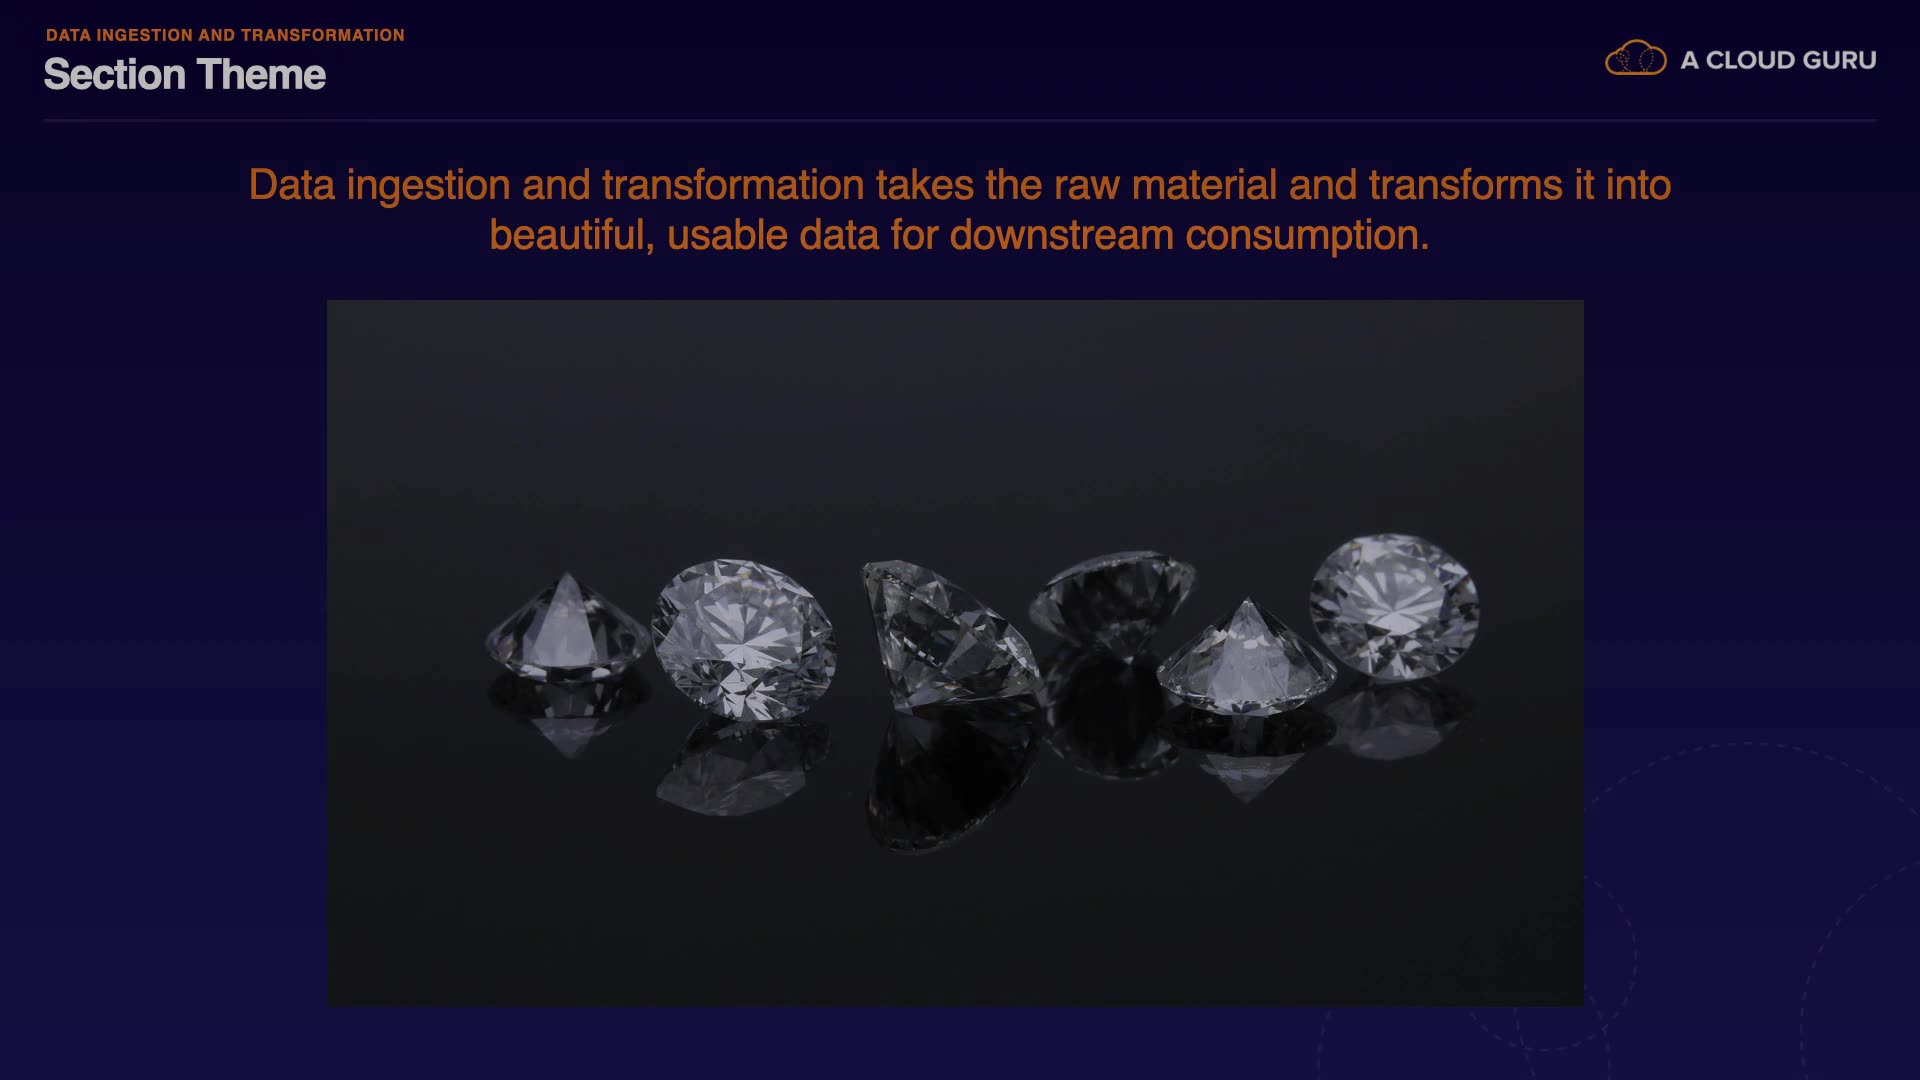 DATA INGESTION AND TRANSFORMATION
Section Theme
A CLOUD GURU
Data ingestion and transformation takes the raw material and transforms it into
beautiful, usable data for downstream consumption.